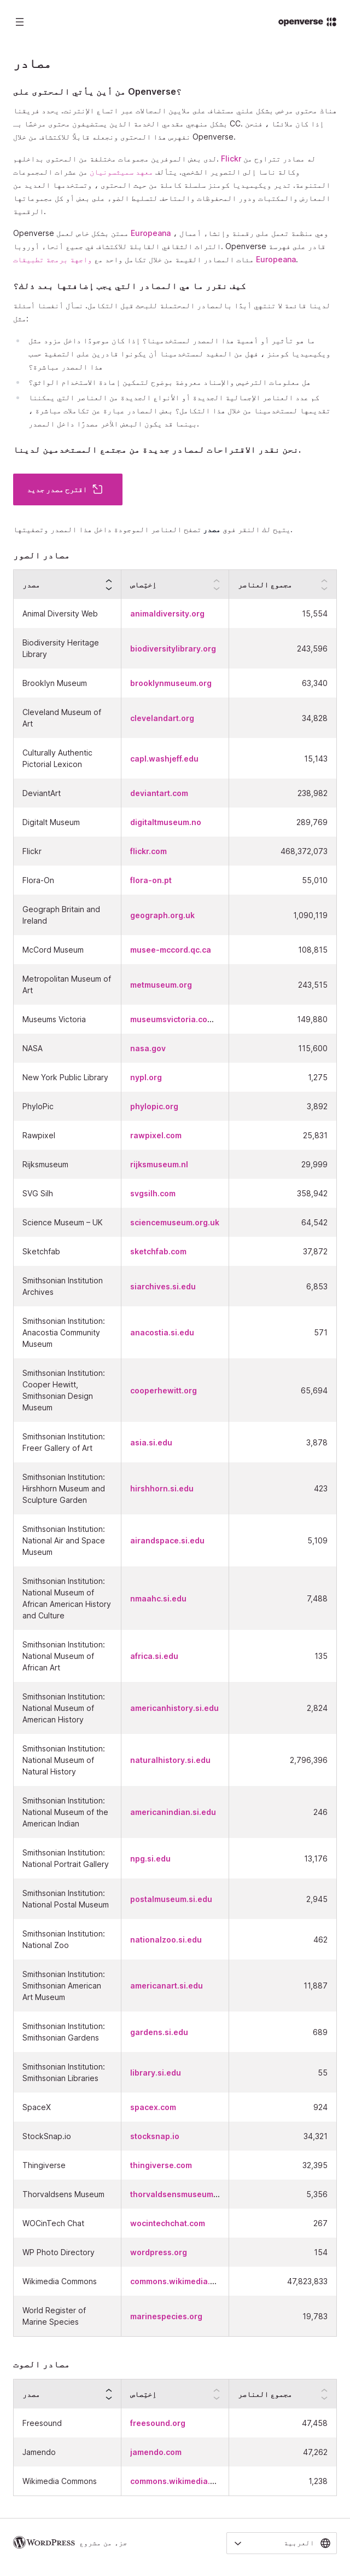 openverse
مصادر
من أين يأتي المحتوى على Openverse؟
هناك محتوى مرخص بشكل علني مستضاف على ملايين المجالات عبر اتساع الإنترنت. يحدد فريقنا
بشكل منهجي مقدمي الخدمة الذين يستضيفون محتوى مرخصًا بـ CC. إذا كان ملائمًا ، فنحن
نفهرس هذا المحتوى ونجعله قابلاً للاكتشاف من خلال Openverse.
لدى بعض الموفرين مجموعات مختلفة من المحتوى بداخلهم. Flickr له مصادر تتراوح من
وكالة ناسا إلى التصوير الشخصي. يتألف معهد سميثسونيان من عشرات المجموعات
المتنوعة. تدير ويكيميديا كومنز سلسلة كاملة من حيث المحتوى ، وتستخدمها العديد من
المعارض والمكتبات ودور المحفوظات والمتاحف لتسليط الضوء على بعض أو كل مجموعاتها
الرقمية.
Openverse ممتن بشكل خاص لعمل Europeana ، وهي منظمة تعمل على رقمنة وإنشاء أعمال
التراث الثقافي القابلة للاكتشاف في جميع أنحاء أوروبا. Openverse قادر على فهرسة
مئات المصادر القيمة من خلال تكامل واحد مع واجهة برمجة تطبيقات Europeana.
كيف نقرر ما هي المصادر التي يجب إضافتها بعد ذلك؟
لدينا قائمة لا تنتهي أبدًا بالمصادر المحتملة للبحث قبل التكامل. نسأل أنفسنا أسئلة
مثل:
ما هو تأثير أو أهمية هذا المصدر لمستخدمينا؟ إذا كان موجودًا داخل مزود مثل
ويكيميديا كومنز ، فهل من المفيد لمستخدمينا أن يكونوا قادرين على التصفية حسب
هذا المصدر مباشرة؟
هل معلومات الترخيص والإسناد معروضة بوضوح لتمكين إعادة الاستخدام الواثق؟
كم عدد العناصر الإجمالية الجديدة أو الأنواع الجديدة من العناصر التي يمكننا
تقديمها لمستخدمينا من خلال هذا التكامل؟ بعض المصادر عبارة عن تكاملات مباشرة ،
بينما قد يكون البعض الآخر مصدرًا داخل المصدر.
نحن نقدر الاقتراحات لمصادر جديدة من مجتمع المستخدمين لدينا.
اقترح مصدر جديد
يتيح لك النقر فوق مصدر تصفح العناصر الموجودة داخل هذا المصدر وتصفيتها.
مصادر الصور
مصدر إختِصاص مجموع العناصر
Animal Diversity Web animaldiversity.org 15,554
Biodiversity Heritage
Library biodiversitylibrary.org 243,596
Brooklyn Museum brooklynmuseum.org 63,340
Cleveland Museum of
Art clevelandart.org 34,828
Culturally Authentic
Pictorial Lexicon capl.washjeff.edu 15,143
DeviantArt deviantart.com 238,982
Digitalt Museum digitaltmuseum.no 289,769
Flickr flickr.com 468,372,073
Flora-On flora-on.pt 55,010
Geograph Britain and
Ireland geograph.org.uk 1,090,119
McCord Museum musee-mccord.qc.ca 108,815
Metropolitan Museum of
Art metmuseum.org 243,515
Museums Victoria museumsvictoria.co... 149,880
NASA nasa.gov 115,600
New York Public Library nypl.org 1,275
PhyloPic phylopic.org 3,892
Rawpixel rawpixel.com 25,831
Rijksmuseum rijksmuseum.nl 29,999
SVG Silh svgsilh.com 358,942
Science Museum – UK sciencemuseum.org.uk 64,542
Sketchfab sketchfab.com 37,872
Smithsonian Institution
Archives siarchives.si.edu 6,853
Smithsonian Institution:
Anacostia Community
Museum anacostia.si.edu 571
Smithsonian Institution:
Cooper Hewitt,
Smithsonian Design
Museum cooperhewitt.org 65,694
Smithsonian Institution:
Freer Gallery of Art asia.si.edu 3,878
Smithsonian Institution:
Hirshhorn Museum and
Sculpture Garden hirshhorn.si.edu 423
Smithsonian Institution:
National Air and Space
Museum airandspace.si.edu 5,109
Smithsonian Institution:
National Museum of
African American History
and Culture nmaahc.si.edu 7,488
Smithsonian Institution:
National Museum of
African Art africa.si.edu 135
Smithsonian Institution:
National Museum of
American History americanhistory.si.edu 2,824
Smithsonian Institution:
National Museum of
Natural History naturalhistory.si.edu 2,796,396
Smithsonian Institution:
National Museum of the
American Indian americanindian.si.edu 246
Smithsonian Institution:
National Portrait Gallery npg.si.edu 13,176
Smithsonian Institution:
National Postal Museum postalmuseum.si.edu 2,945
Smithsonian Institution:
National Zoo nationalzoo.si.edu 462
Smithsonian Institution:
Smithsonian American
Art Museum americanart.si.edu 11,887
Smithsonian Institution:
Smithsonian Gardens gardens.si.edu 689
Smithsonian Institution:
Smithsonian Libraries library.si.edu 55
SpaceX spacex.com 924
StockSnap.io stocksnap.io 34,321
Thingiverse thingiverse.com 32,395
Thorvaldsens Museum thorvaldsensmuseum... 5,356
WOCinTech Chat wocintechchat.com 267
WP Photo Directory wordpress.org 154
Wikimedia Commons commons.wikimedia.... 47,823,833
World Register of
Marine Species marinespecies.org 19,783
مصادر الصوت
مصدر إختِصاص مجموع العناصر
Freesound freesound.org 47,458
Jamendo jamendo.com 47,262
Wikimedia Commons commons.wikimedia.... 1,238
جزء من مشروع WORDPRESS
العربية